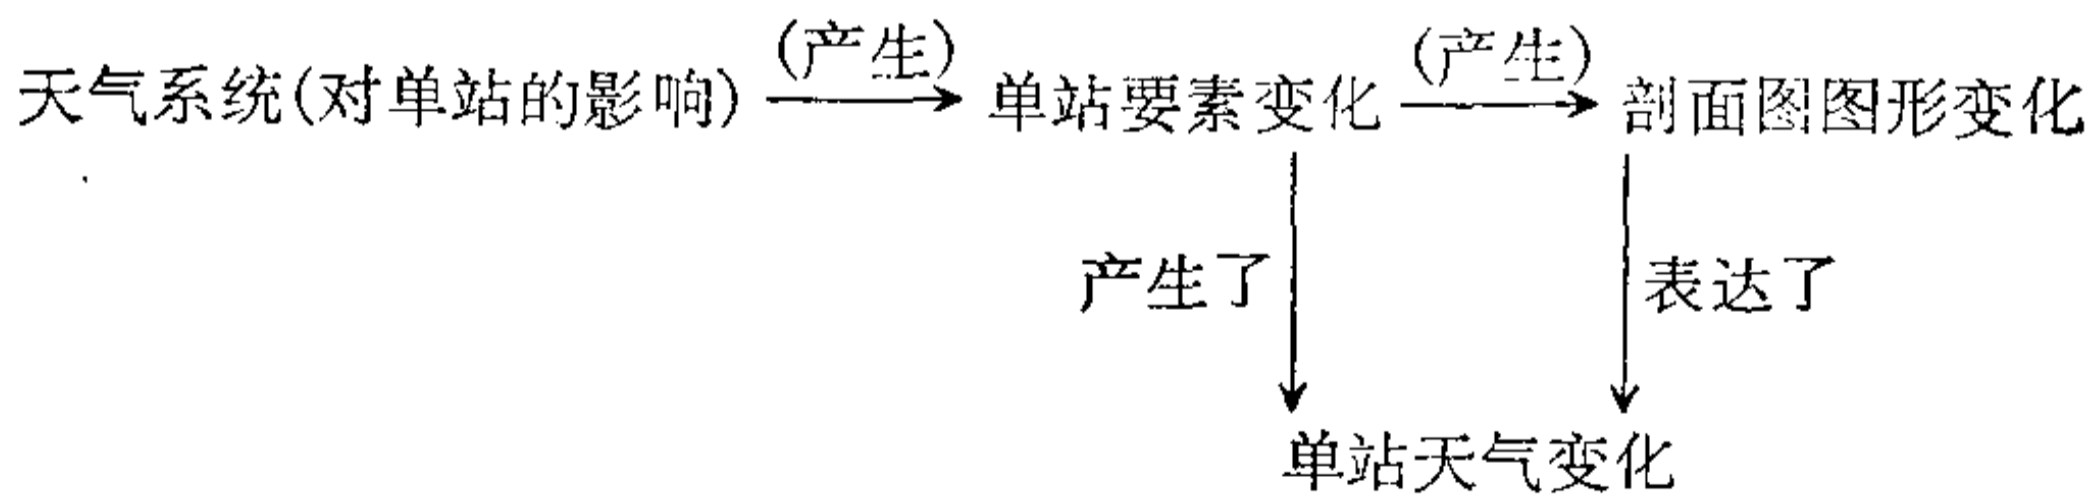 (产生) (产生)
天气系统(对单站的影响) 单站要素变化 剖面图图形变化
产生了 表达了
单站天气变化